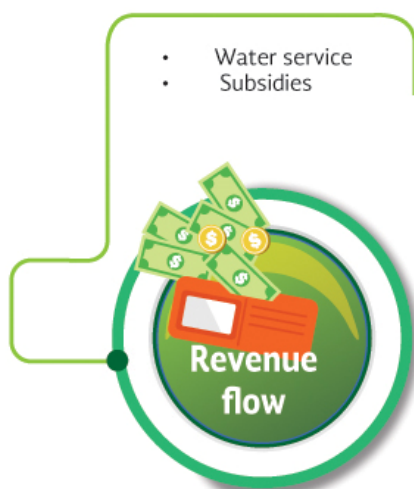 • Water service
• Subsidies
$ $ $ $ $ $ $
Revenue
flow